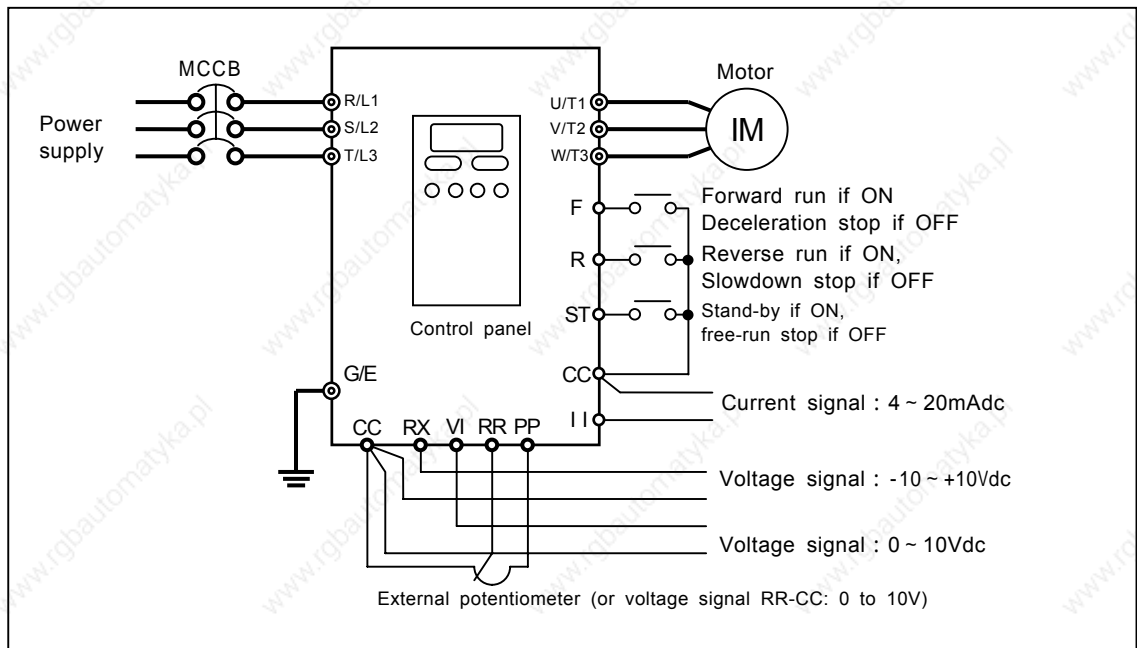 MCCB
Motor
Power
supply
R/L1
S/L2
T/L3
U/T1
V/T2
W/T3
IM
F
Forward run if ON
Deceleration stop if OFF
R
Reverse run if ON,
Slowdown stop if OFF
ST
Stand-by if ON,
free-run stop if OFF
Control panel
G/E
CC
II
Current signal : 4 ~ 20mAdc
CC RX VI RR PP
Voltage signal : -10 ~ +10Vdc
Voltage signal : 0 ~ 10Vdc
External potentiometer (or voltage signal RR-CC: 0 to 10V)
www.rgbautomatyka.pl